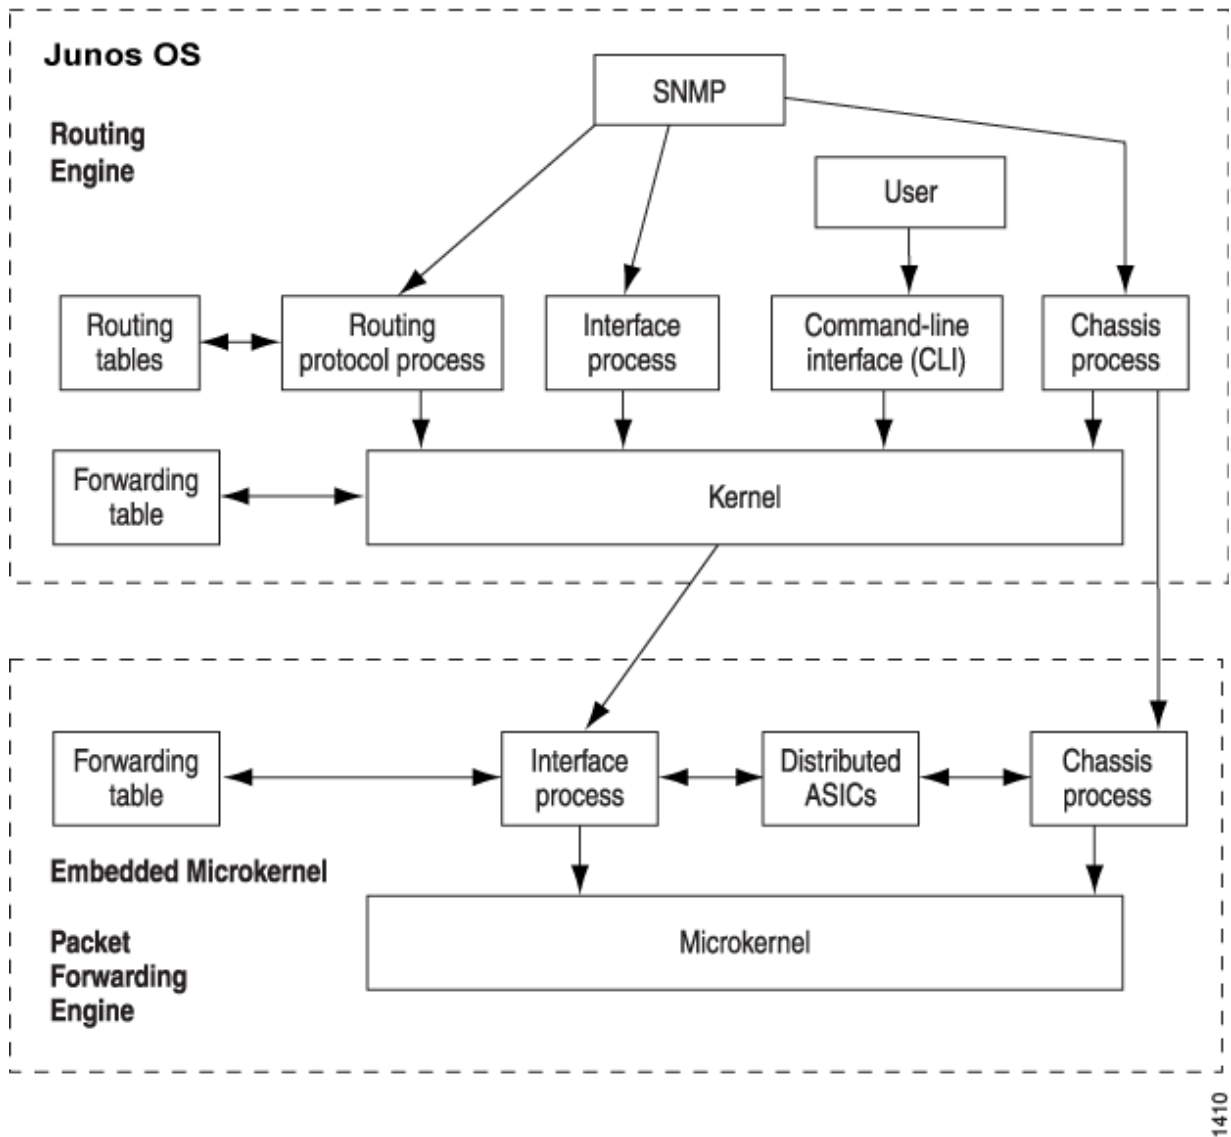 Junos OS
Routing
Engine
SNMP
User
Routing
tables
Routing
protocol process
Interface
process
Command-line
interface (CLI)
Chassis
process
Forwarding
table
Kernel
Forwarding
table
Interface
process
Distributed
ASICs
Chassis
process
Embedded Microkernel
Packet
Forwarding
Engine
Microkernel
1410